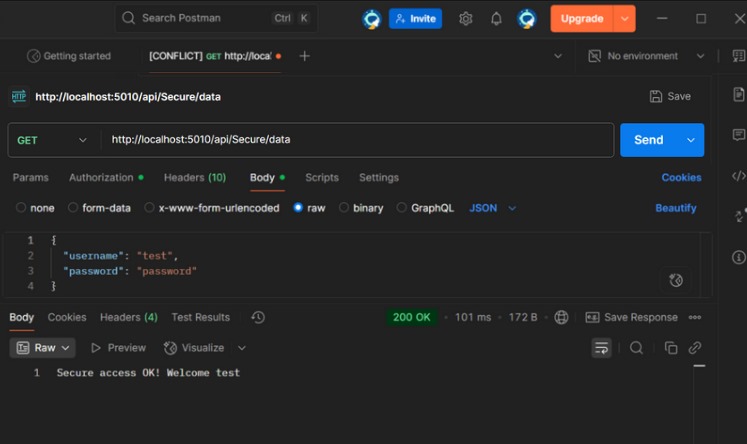 Search Postman Ctrl K Invite Upgrade
Getting started [CONFLICT] GET http://loca No environment
HTTP http://localhost:5010/api/Secure/data Save
GET http://localhost:5010/api/Secure/data Send
Params Authorization Headers (10) Body Scripts Settings Cookies
none form-data x-www-form-urlencoded raw binary GraphQL JSON Beautify
1 {
2 "username": "test",
3 "password": "password"
4 }
Body Cookies Headers (4) Test Results 200 OK • 101 ms • 172 B • Save Response
Raw Preview Visualize
1 Secure access OK! Welcome test